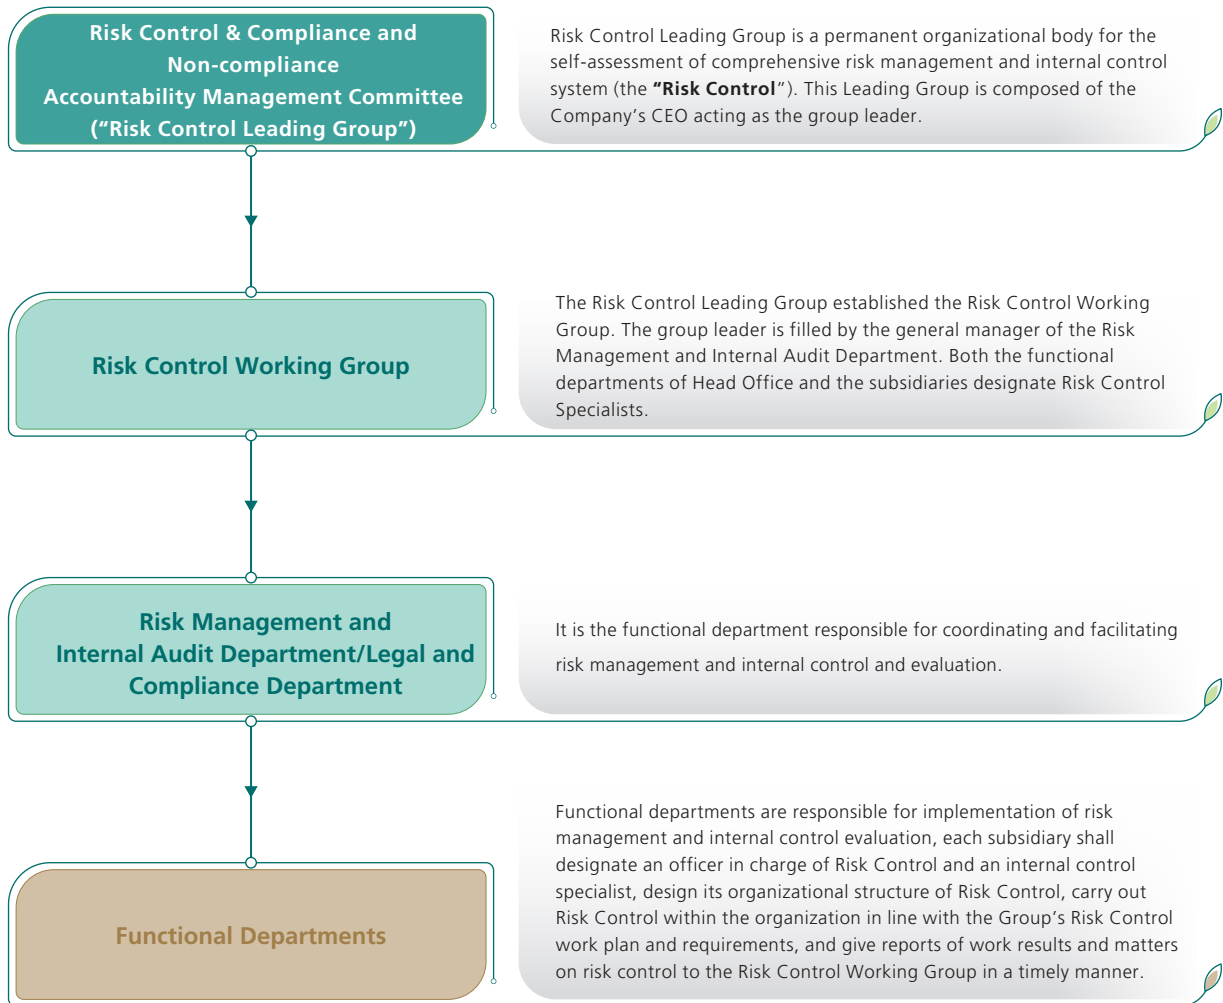 Risk Control & Compliance and
Non-compliance
Accountability Management Committee
(“Risk Control Leading Group”)
Risk Control Leading Group is a permanent organizational body for the
self-assessment of comprehensive risk management and internal control
system (the “Risk Control”). This Leading Group is composed of the
Company’s CEO acting as the group leader.
Risk Control Working Group
The Risk Control Leading Group established the Risk Control Working
Group. The group leader is filled by the general manager of the Risk
Management and Internal Audit Department. Both the functional
departments of Head Office and the subsidiaries designate Risk Control
Specialists.
Risk Management and
Internal Audit Department/Legal and
Compliance Department
It is the functional department responsible for coordinating and facilitating
risk management and internal control and evaluation.
Functional Departments
Functional departments are responsible for implementation of risk
management and internal control evaluation, each subsidiary shall
designate an officer in charge of Risk Control and an internal control
specialist, design its organizational structure of Risk Control, carry out
Risk Control within the organization in line with the Group’s Risk Control
work plan and requirements, and give reports of work results and matters
on risk control to the Risk Control Working Group in a timely manner.